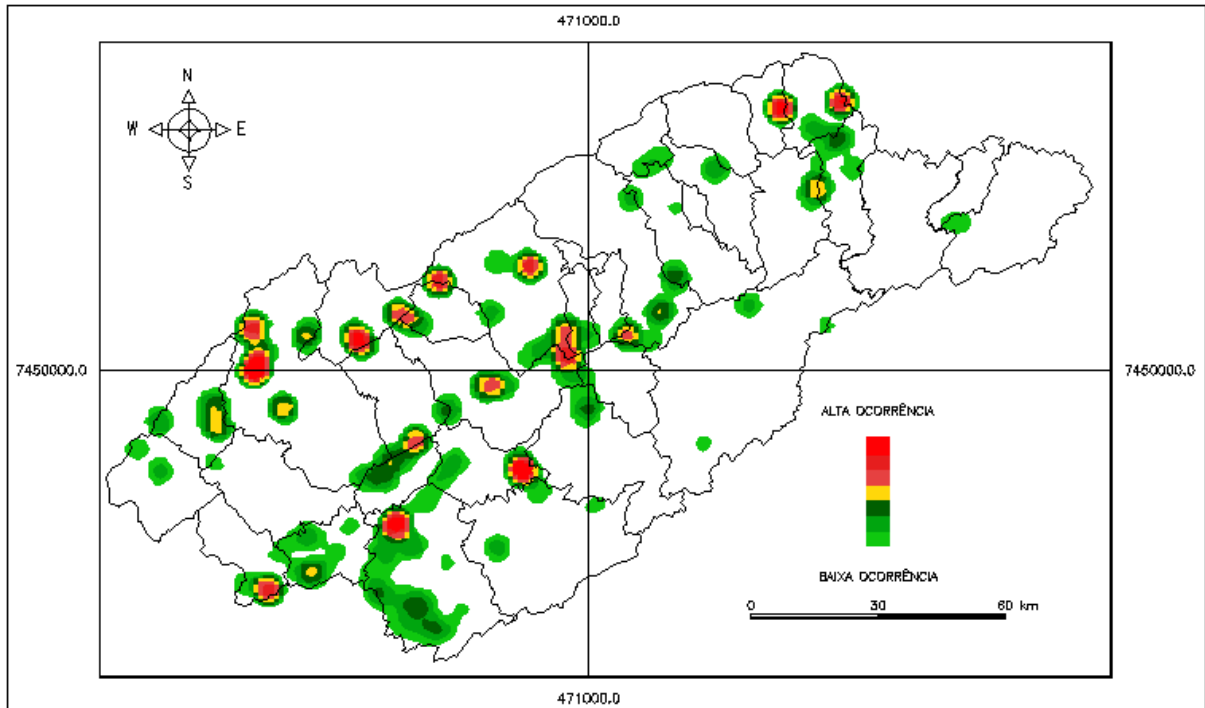 471000.0
N
W E
S
7450000.0 7450000.0
ALTA OCORRÊNCIA
BAIXA OCORRÊNCIA
0 30 60 km
471000.0